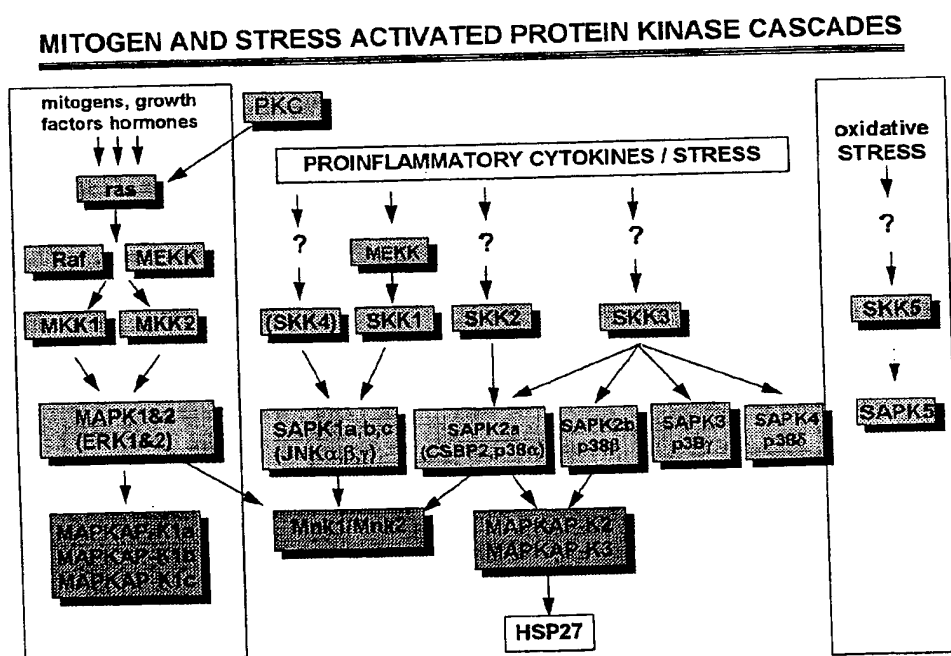 MITOGEN AND STRESS ACTIVATED PROTEIN KINASE CASCADES
mitogens, growth
factors hormones
PKC
ras
Raf
MEKK
MKK1
MKK2
MAPK1&2
(ERK1&2)
MAPKAP-K1a
MAPKAP-K1b
MAPKAP-K1c
PROINFLAMMATORY CYTOKINES / STRESS
?
MEKK
?
?
(SKK4)
SKK1
SKK2
SKK3
SAPK1a,b,c
(JNKα,β,γ)
SAPK2a
(CSBP2,p38α)
SAPK2b
p38β
SAPK3
p38γ
SAPK4
p38δ
Mnk1/Mnk2
MAPKAP-K2
MAPKAP-K3
HSP27
oxidative
STRESS
?
SKK5
SAPK5